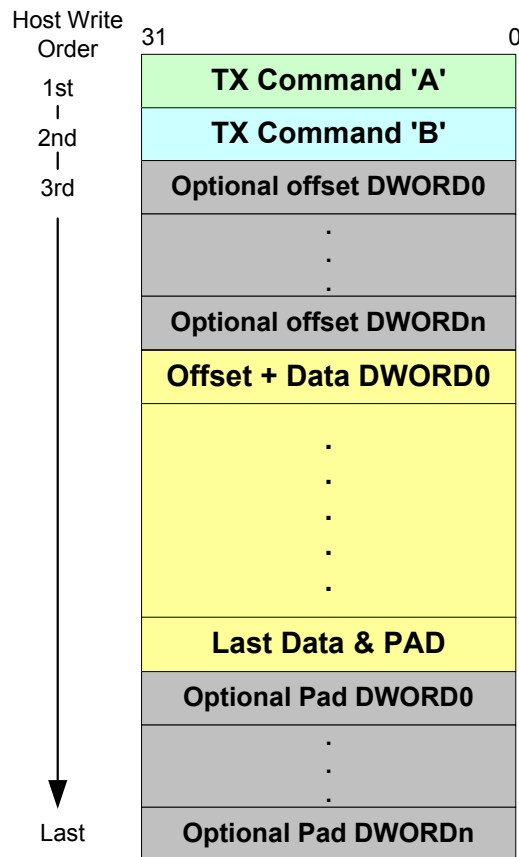 Host Write
Order
31 0
1st
TX Command 'A'
2nd
TX Command 'B'
3rd
Optional offset DWORD0
.
.
.
Optional offset DWORDn
Offset + Data DWORD0
.
.
.
.
.
Last Data & PAD
Optional Pad DWORD0
.
.
.
Last
Optional Pad DWORDn